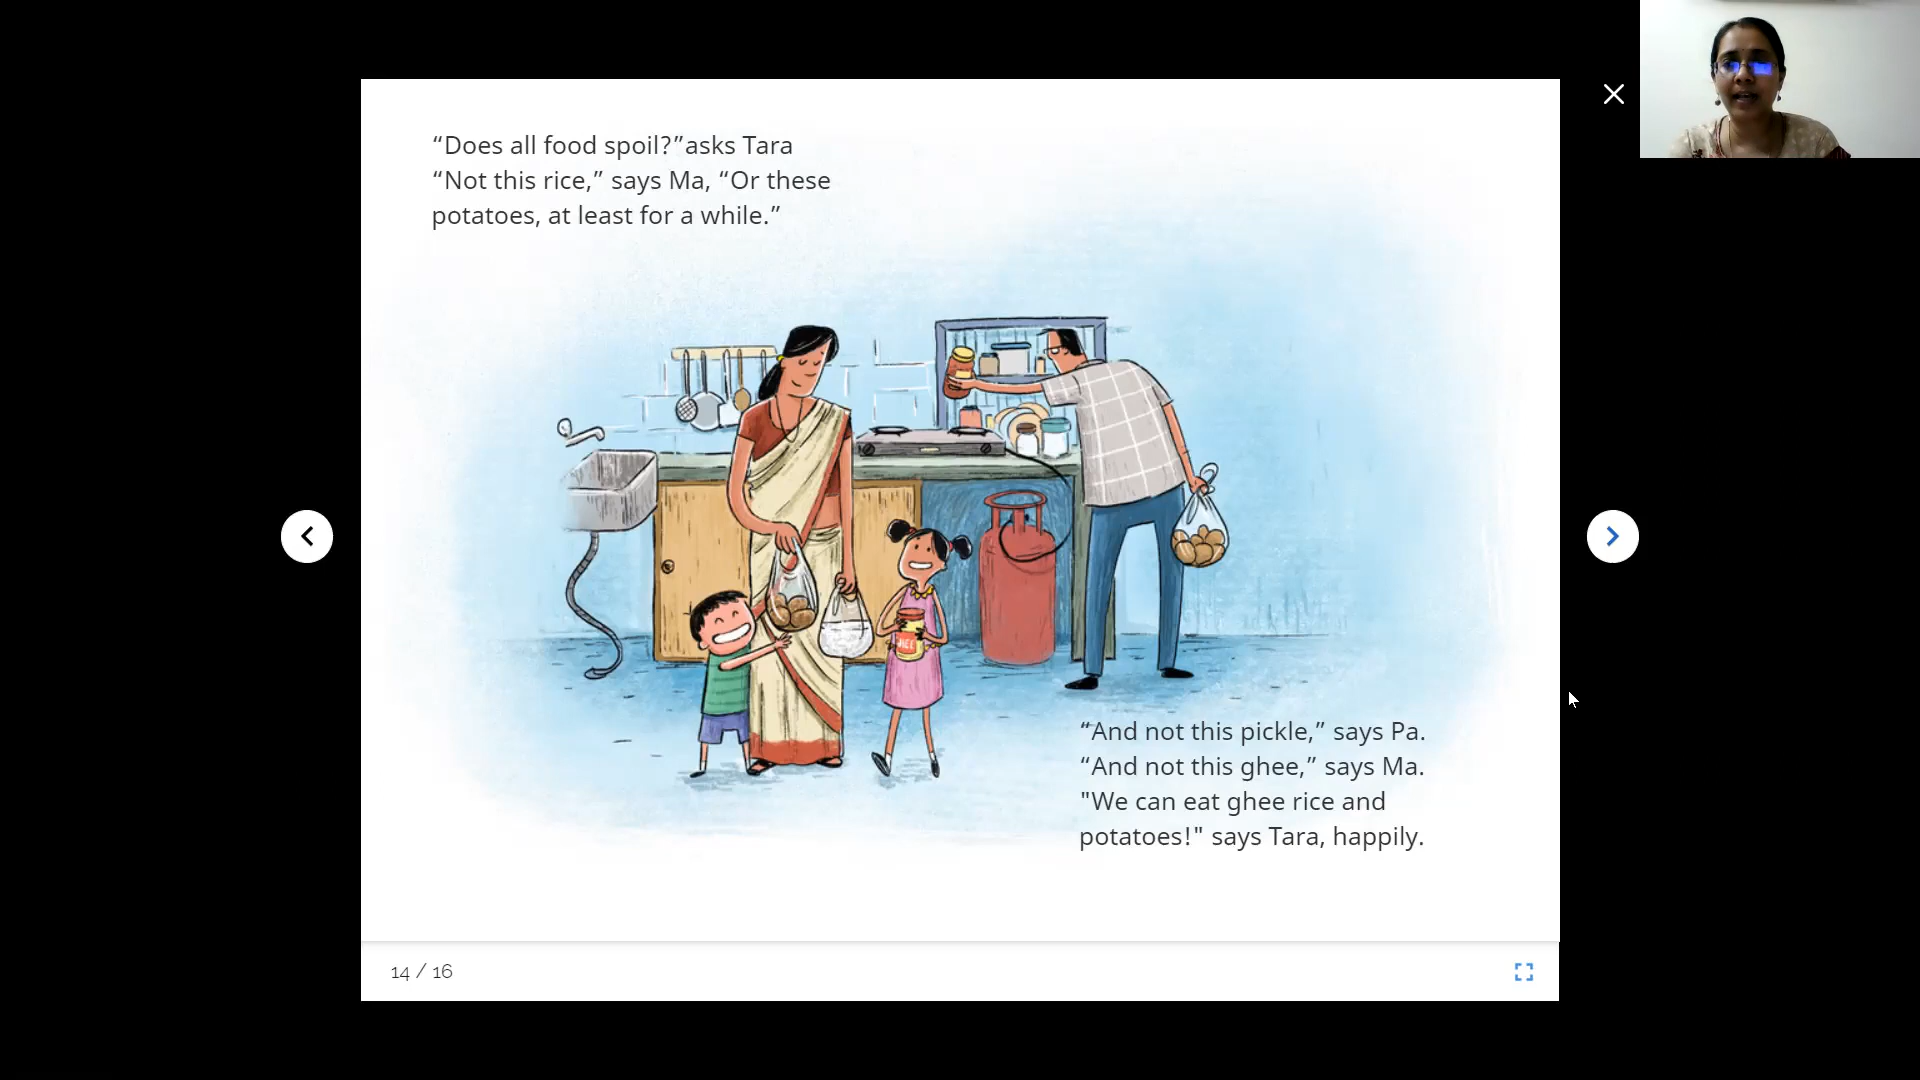 “Does all food spoil?”asks Tara
“Not this rice,” says Ma, “Or these
potatoes, at least for a while.”
“And not this pickle,” says Pa.
“And not this ghee,” says Ma.
"We can eat ghee rice and
potatoes!" says Tara, happily.
14 / 16